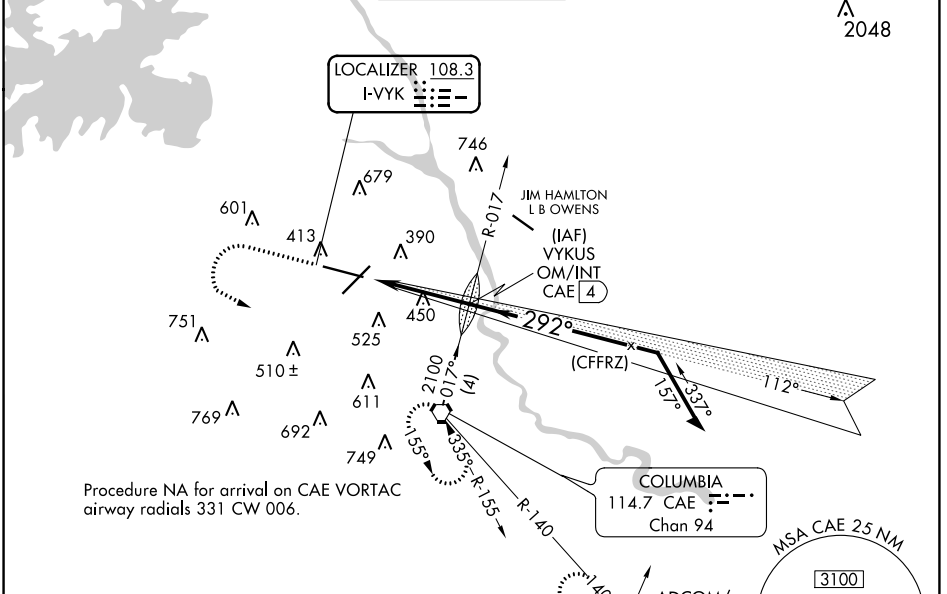 2048
LOCALIZER 108.3
I-VYK
746
679
R-017
JIM HAMLTON
L B OWENS
601
413
390
(IAF)
VYKUS
OM/INT
CAE 4
450
292°
x
(CFFRZ)
112°
751
525
510 ±
2100
017°
(4)
157°
337°
611
769
692
749
155°
335°
R-155
R-140
Procedure NA for arrival on CAE VORTAC
airway radials 331 CW 006.
COLUMBIA
114.7 CAE
Chan 94
MSA CAE 25 NM
3100